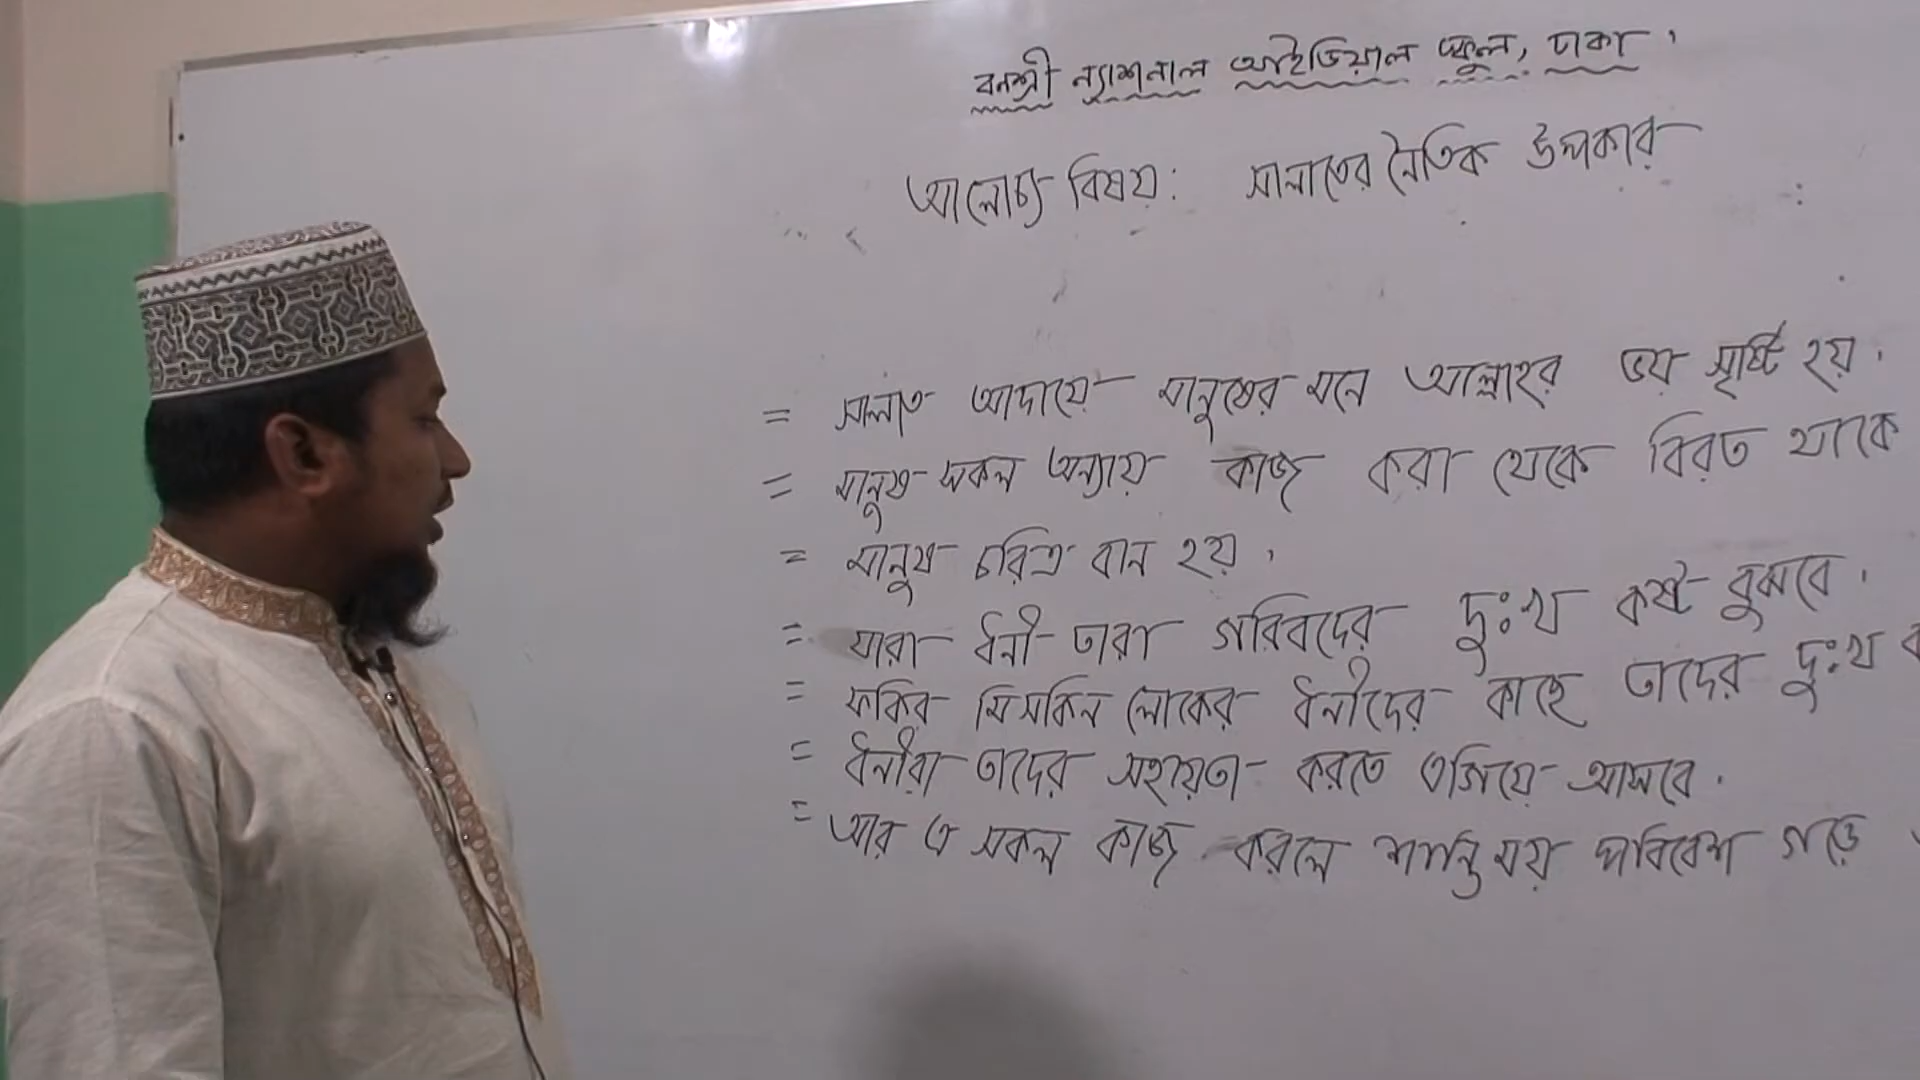 বনশ্রী ন্যাশনাল আইডিয়াল স্কুল, ঢাকা।
আলোচ্য বিষয়: সালাতের নৈতিক উপকার
= সালাত আদায়ে মানুষের মনে আল্লাহর ভয় সৃষ্টি হয়।
= মানুষ সকল অন্যায় কাজ করা থেকে বিরত থাকে
= মানুষ চরিত্র বান হয়।
= যারা ধনী তারা গরিবদের দুঃখ কষ্ট বুঝবে।
= ফকির মিসকিন লোকের ধনীদের কাছে তাদের দুঃখ
= ধনীরা তাদের সহায়তা করতে এগিয়ে আসবে।
= আর এ সকল কাজ করলে শান্তি ময় পরিবেশ গড়ে